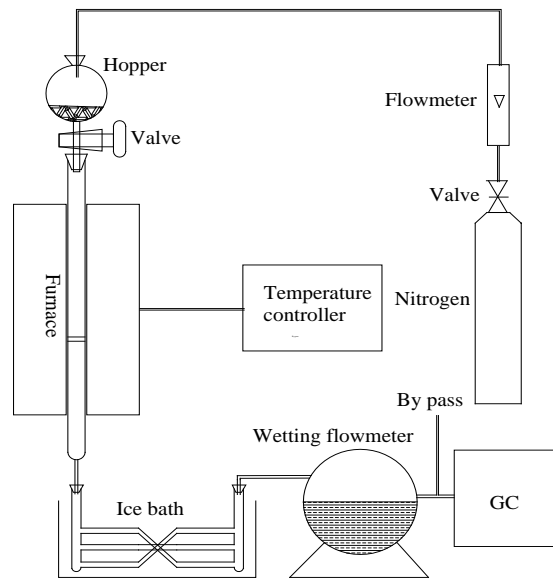 Hopper
Flowmeter
Valve
Valve
Furnace
Temperature
controller
Nitrogen
By pass
Wetting flowmeter
Ice bath
GC